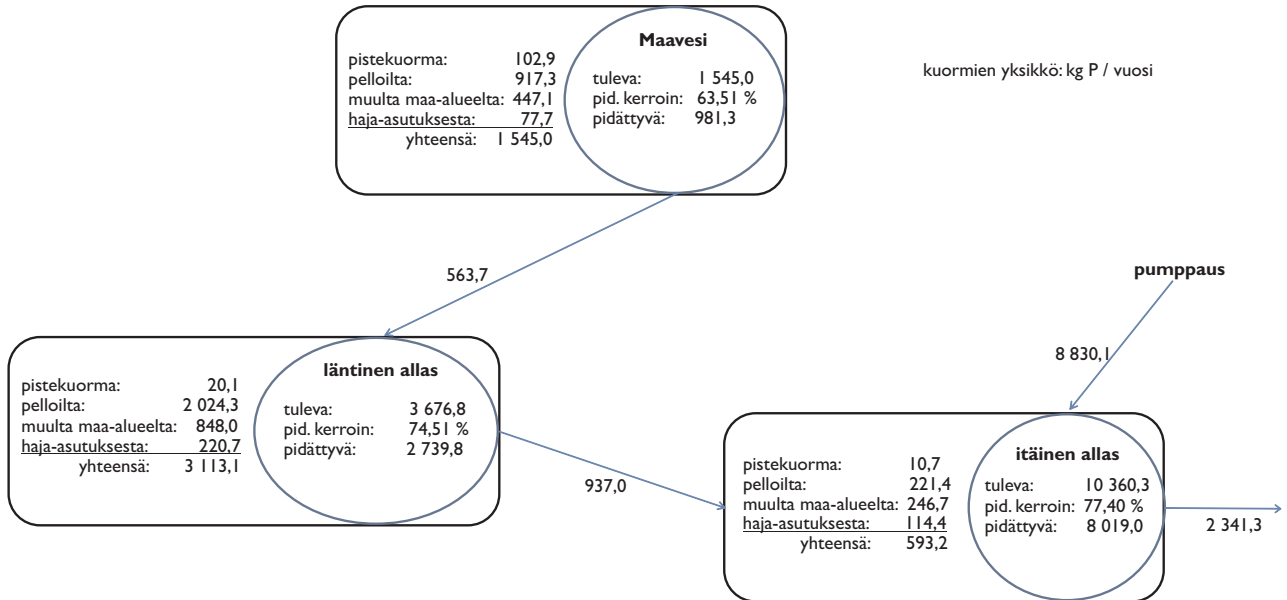 Maavesi
pistekuorma: 102,9
pelloilta: 917,3
muulta maa-alueelta: 447,1
haja-asutuksesta: 77,7
yhteensä: 1 545,0
tuleva: 1 545,0
pid. kerroin: 63,51 %
pidättyvä: 981,3
kuormien yksikkö: kg P / vuosi
563,7
pumppaus
8 830,1
läntinen allas
pistekuorma: 20,1
pelloilta: 2 024,3
muulta maa-alueelta: 848,0
haja-asutuksesta: 220,7
yhteensä: 3 113,1
tuleva: 3 676,8
pid. kerroin: 74,51 %
pidättyvä: 2 739,8
937,0
itäinen allas
pistekuorma: 10,7
pelloilta: 221,4
muulta maa-alueelta: 246,7
haja-asutuksesta: 114,4
yhteensä: 593,2
tuleva: 10 360,3
pid. kerroin: 77,40 %
pidättyvä: 8 019,0
2 341,3